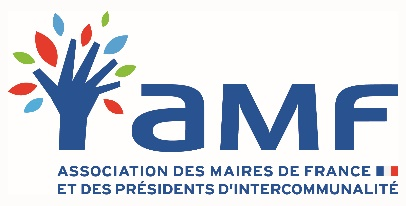 aMF
ASSOCIATION DES MAIRES DE FRANCE
ET DES PRÉSIDENTS D'INTERCOMMUNALITÉ